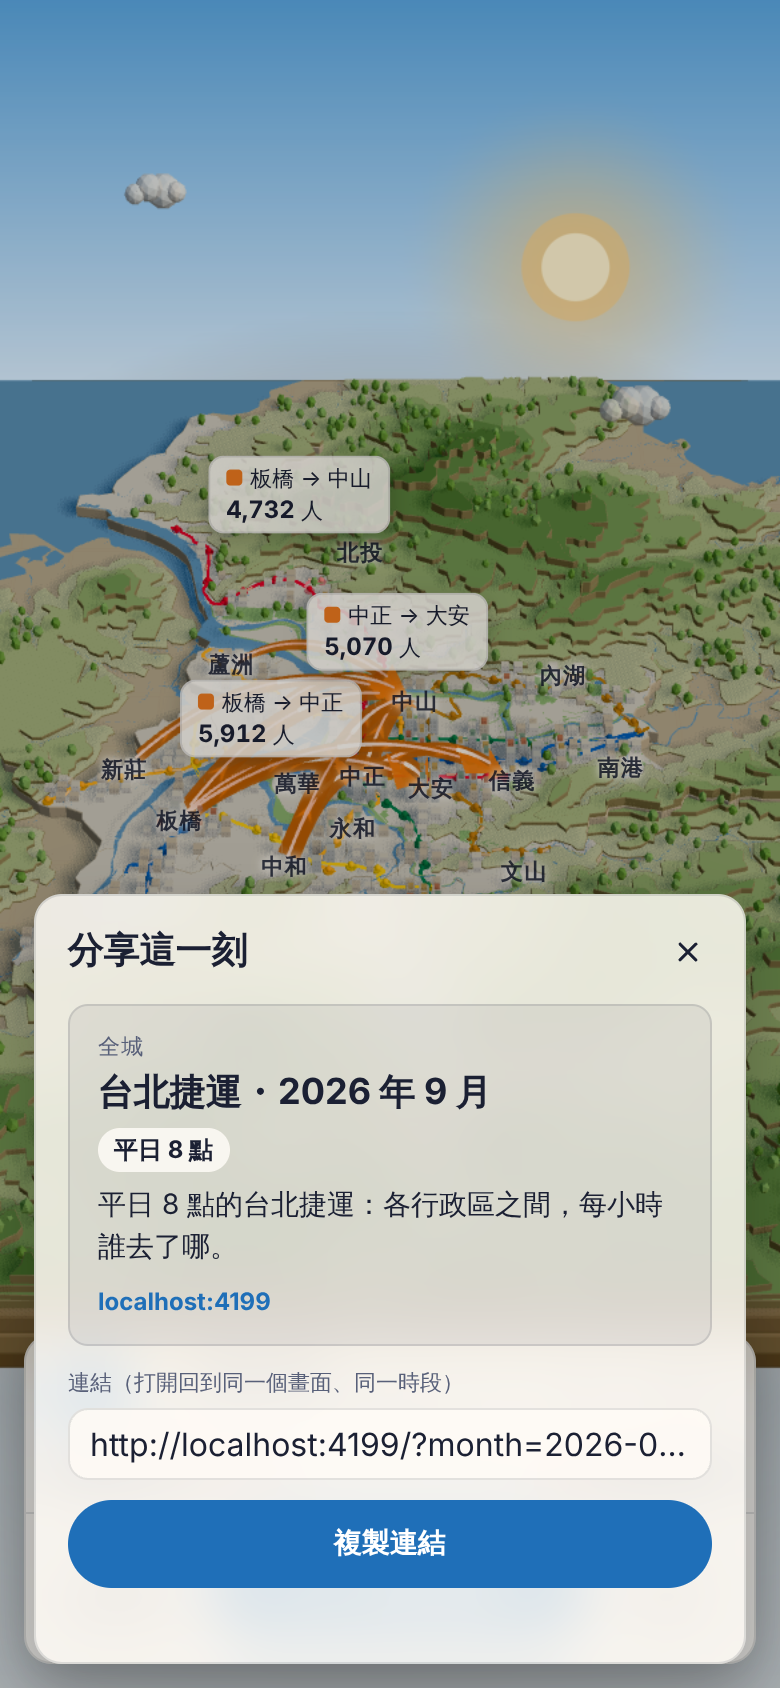 板橋 → 中山
4,732 人
北投
中正 → 大安
5,070 人
蘆洲
內湖
板橋 → 中正
5,912 人
中山
新莊
萬華
中正
大安
信義
南港
板橋
永和
中和
文山
分享這一刻
全城
台北捷運・2026 年 9 月
平日 8 點
平日 8 點的台北捷運：各行政區之間，每小時
誰去了哪。
localhost:4199
連結（打開回到同一個畫面、同一時段）
http://localhost:4199/?month=2026-0...
複製連結